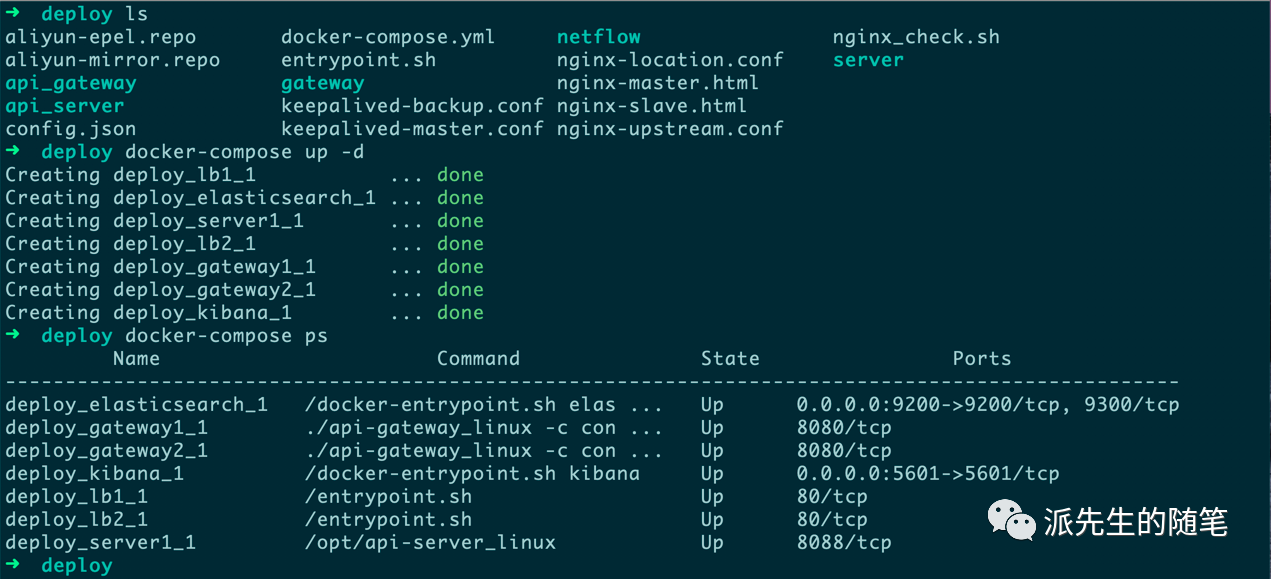 ➜  deploy ls
aliyun-epel.repo       docker-compose.yml     netflow                nginx_check.sh
aliyun-mirror.repo     entrypoint.sh          nginx-location.conf    server
api_gateway            gateway                nginx-master.html
api_server             keepalived-backup.conf nginx-slave.html
config.json            keepalived-master.conf nginx-upstream.conf
➜  deploy docker-compose up -d
Creating deploy_lb1_1           ... done
Creating deploy_elasticsearch_1 ... done
Creating deploy_server1_1       ... done
Creating deploy_lb2_1           ... done
Creating deploy_gateway1_1      ... done
Creating deploy_gateway2_1      ... done
Creating deploy_kibana_1        ... done
➜  deploy docker-compose ps
         Name                       Command               State                Ports
--------------------------------------------------------------------------------------------------
deploy_elasticsearch_1   /docker-entrypoint.sh elas ...   Up      0.0.0.0:9200->9200/tcp, 9300/tcp
deploy_gateway1_1        ./api-gateway_linux -c con ...   Up      8080/tcp
deploy_gateway2_1        ./api-gateway_linux -c con ...   Up      8080/tcp
deploy_kibana_1          /docker-entrypoint.sh kibana     Up      0.0.0.0:5601->5601/tcp
deploy_lb1_1             /entrypoint.sh                   Up      80/tcp
deploy_lb2_1             /entrypoint.sh                   Up      80/tcp
deploy_server1_1         /opt/api-server_linux            Up      8088/tcp
➜  deploy
派先生的随笔